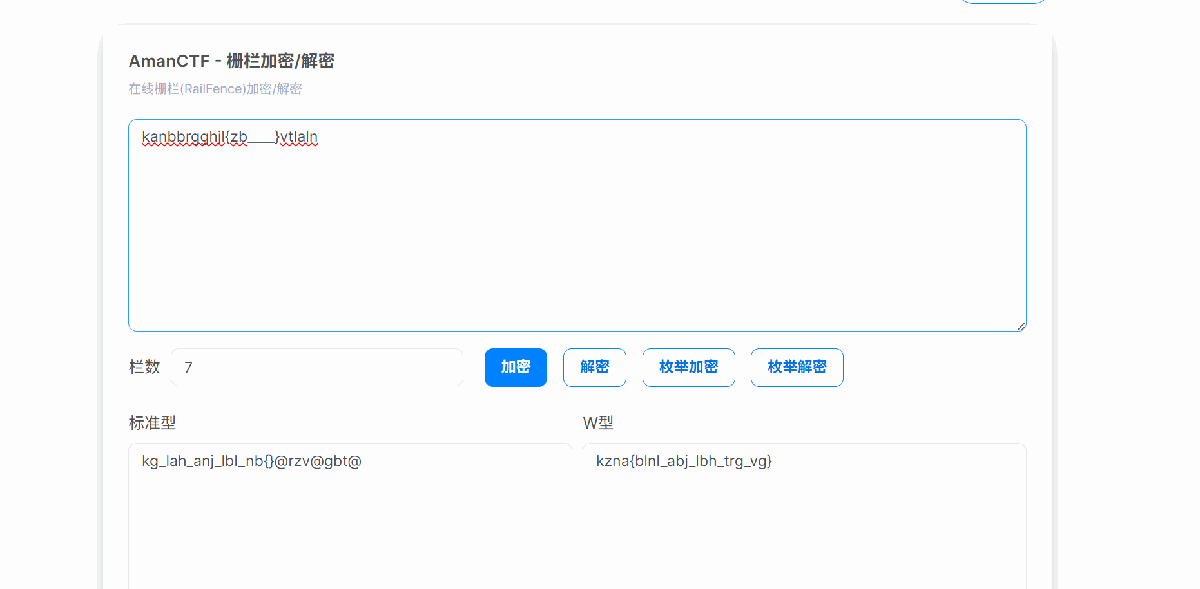 AmanCTF - 栅栏加密/解密
在线栅栏(RailFence)加密/解密
kanbbrgghjl{zb____}vtlaln
栏数 7 加密 解密 枚举加密 枚举解密
标准型 W型
kg_lah_anj_lbl_nb{}@rzv@gbt@ kzna{blnl_abj_lbh_trg_vg}